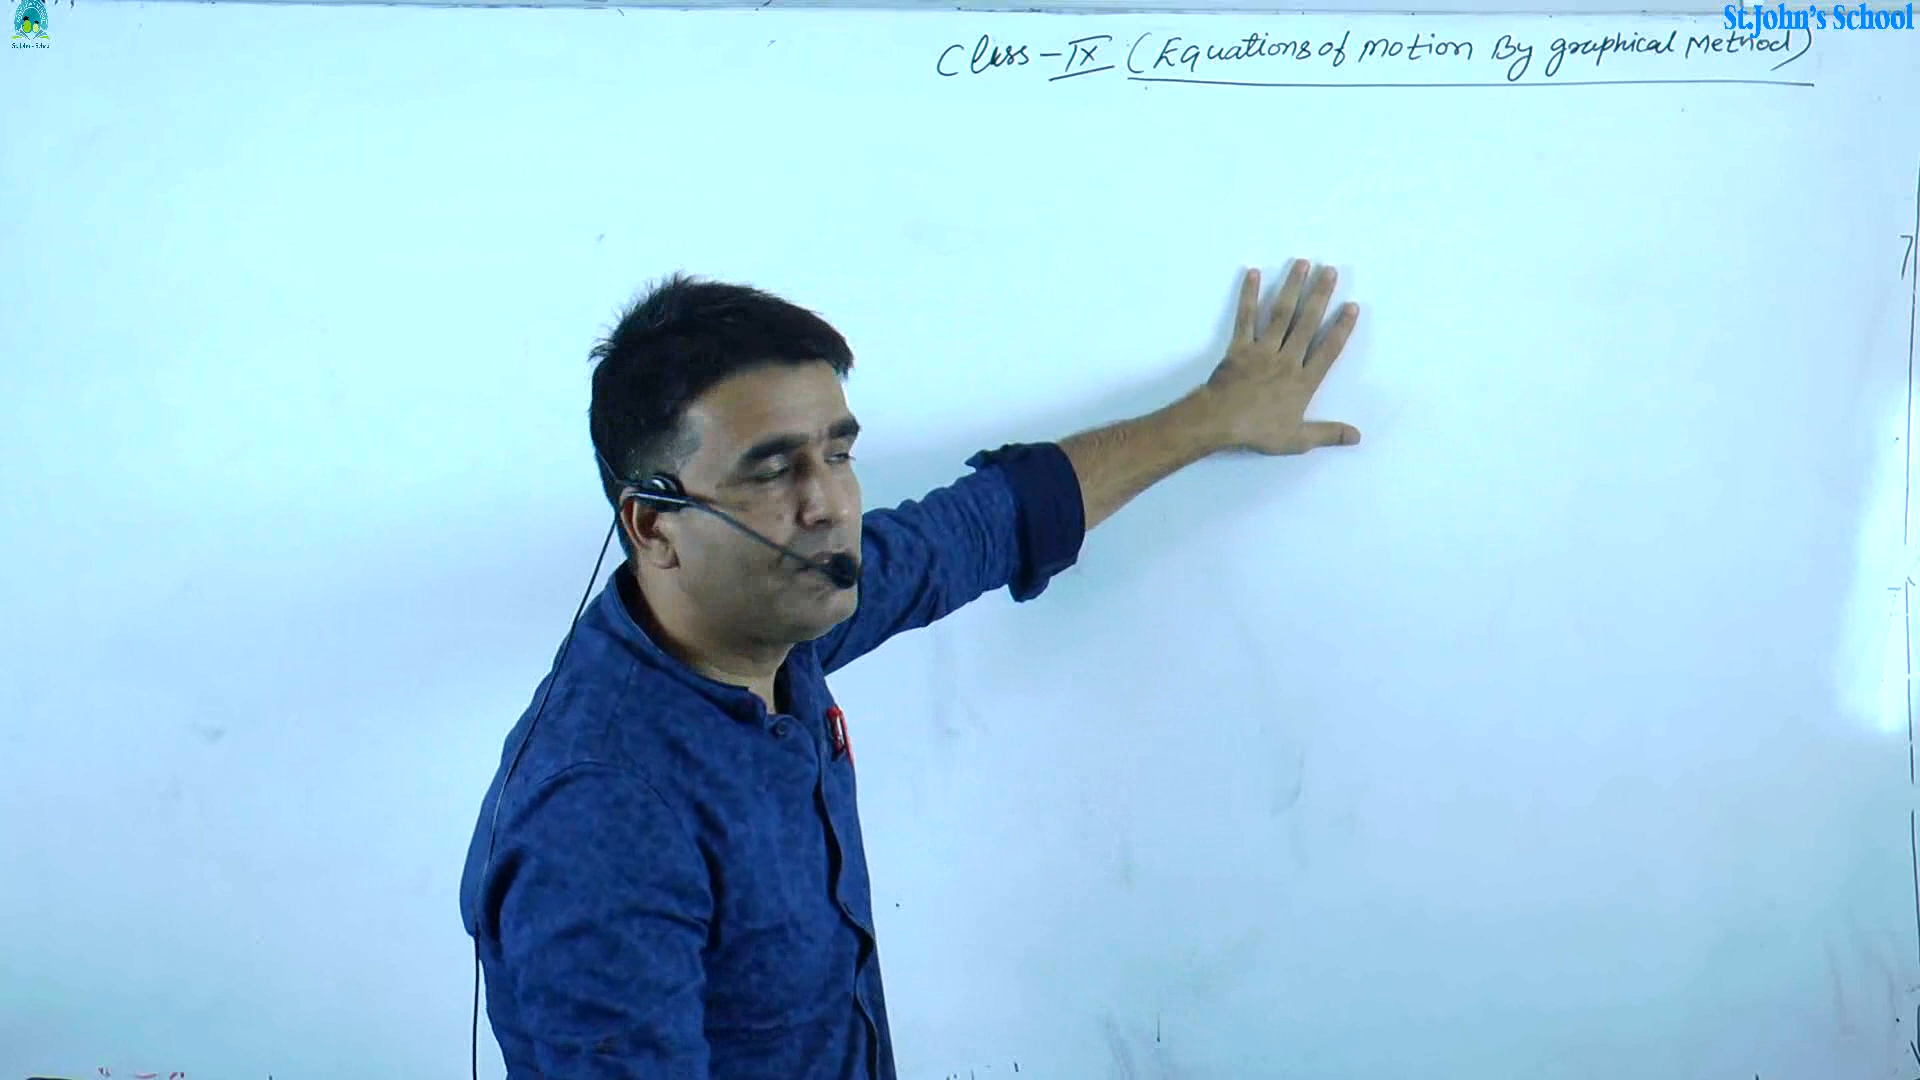 St.John's School
Class-IX (Equations of Motion By graphical Method)